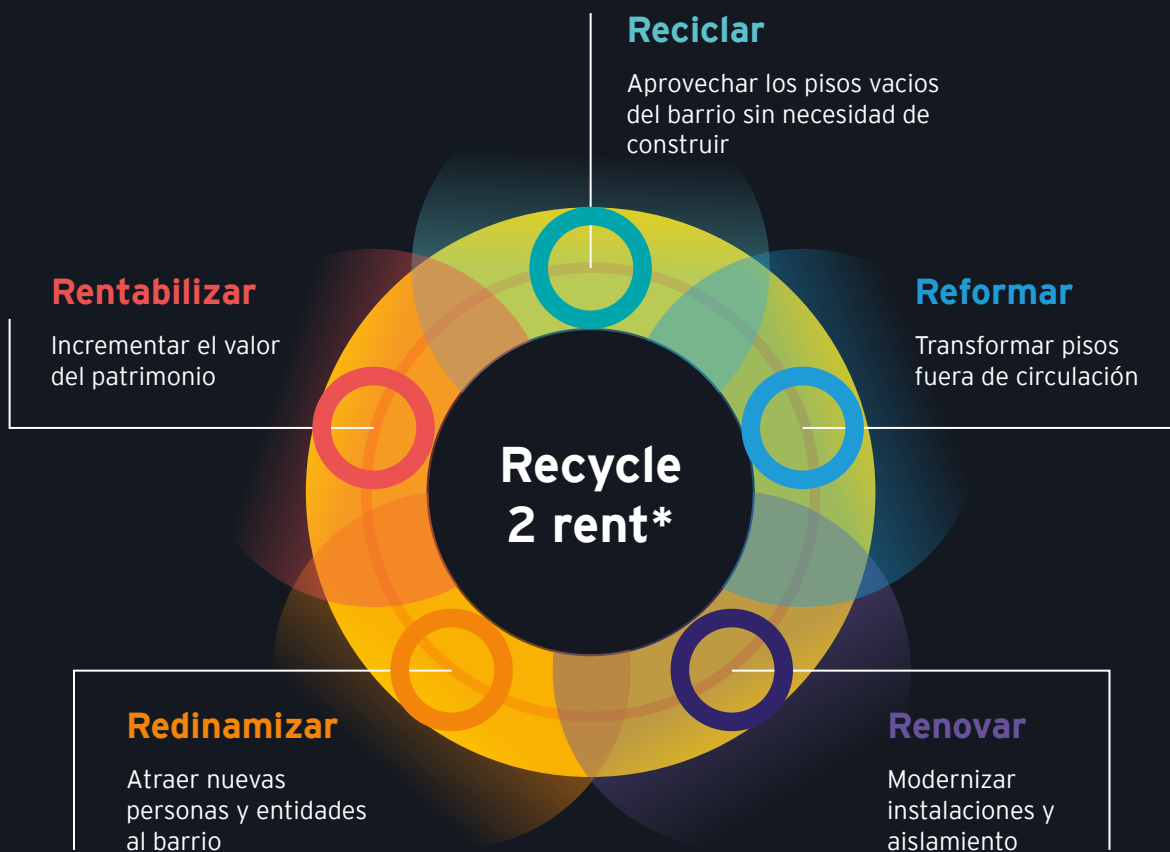 Reciclar
Aprovechar los pisos vacios
del barrio sin necesidad de
construir
Rentabilizar
Incrementar el valor
del patrimonio
Reformar
Transformar pisos
fuera de circulación
Recycle
2 rent*
Redinamizar
Atraer nuevas
personas y entidades
al barrio
Renovar
Modernizar
instalaciones y
aislamiento